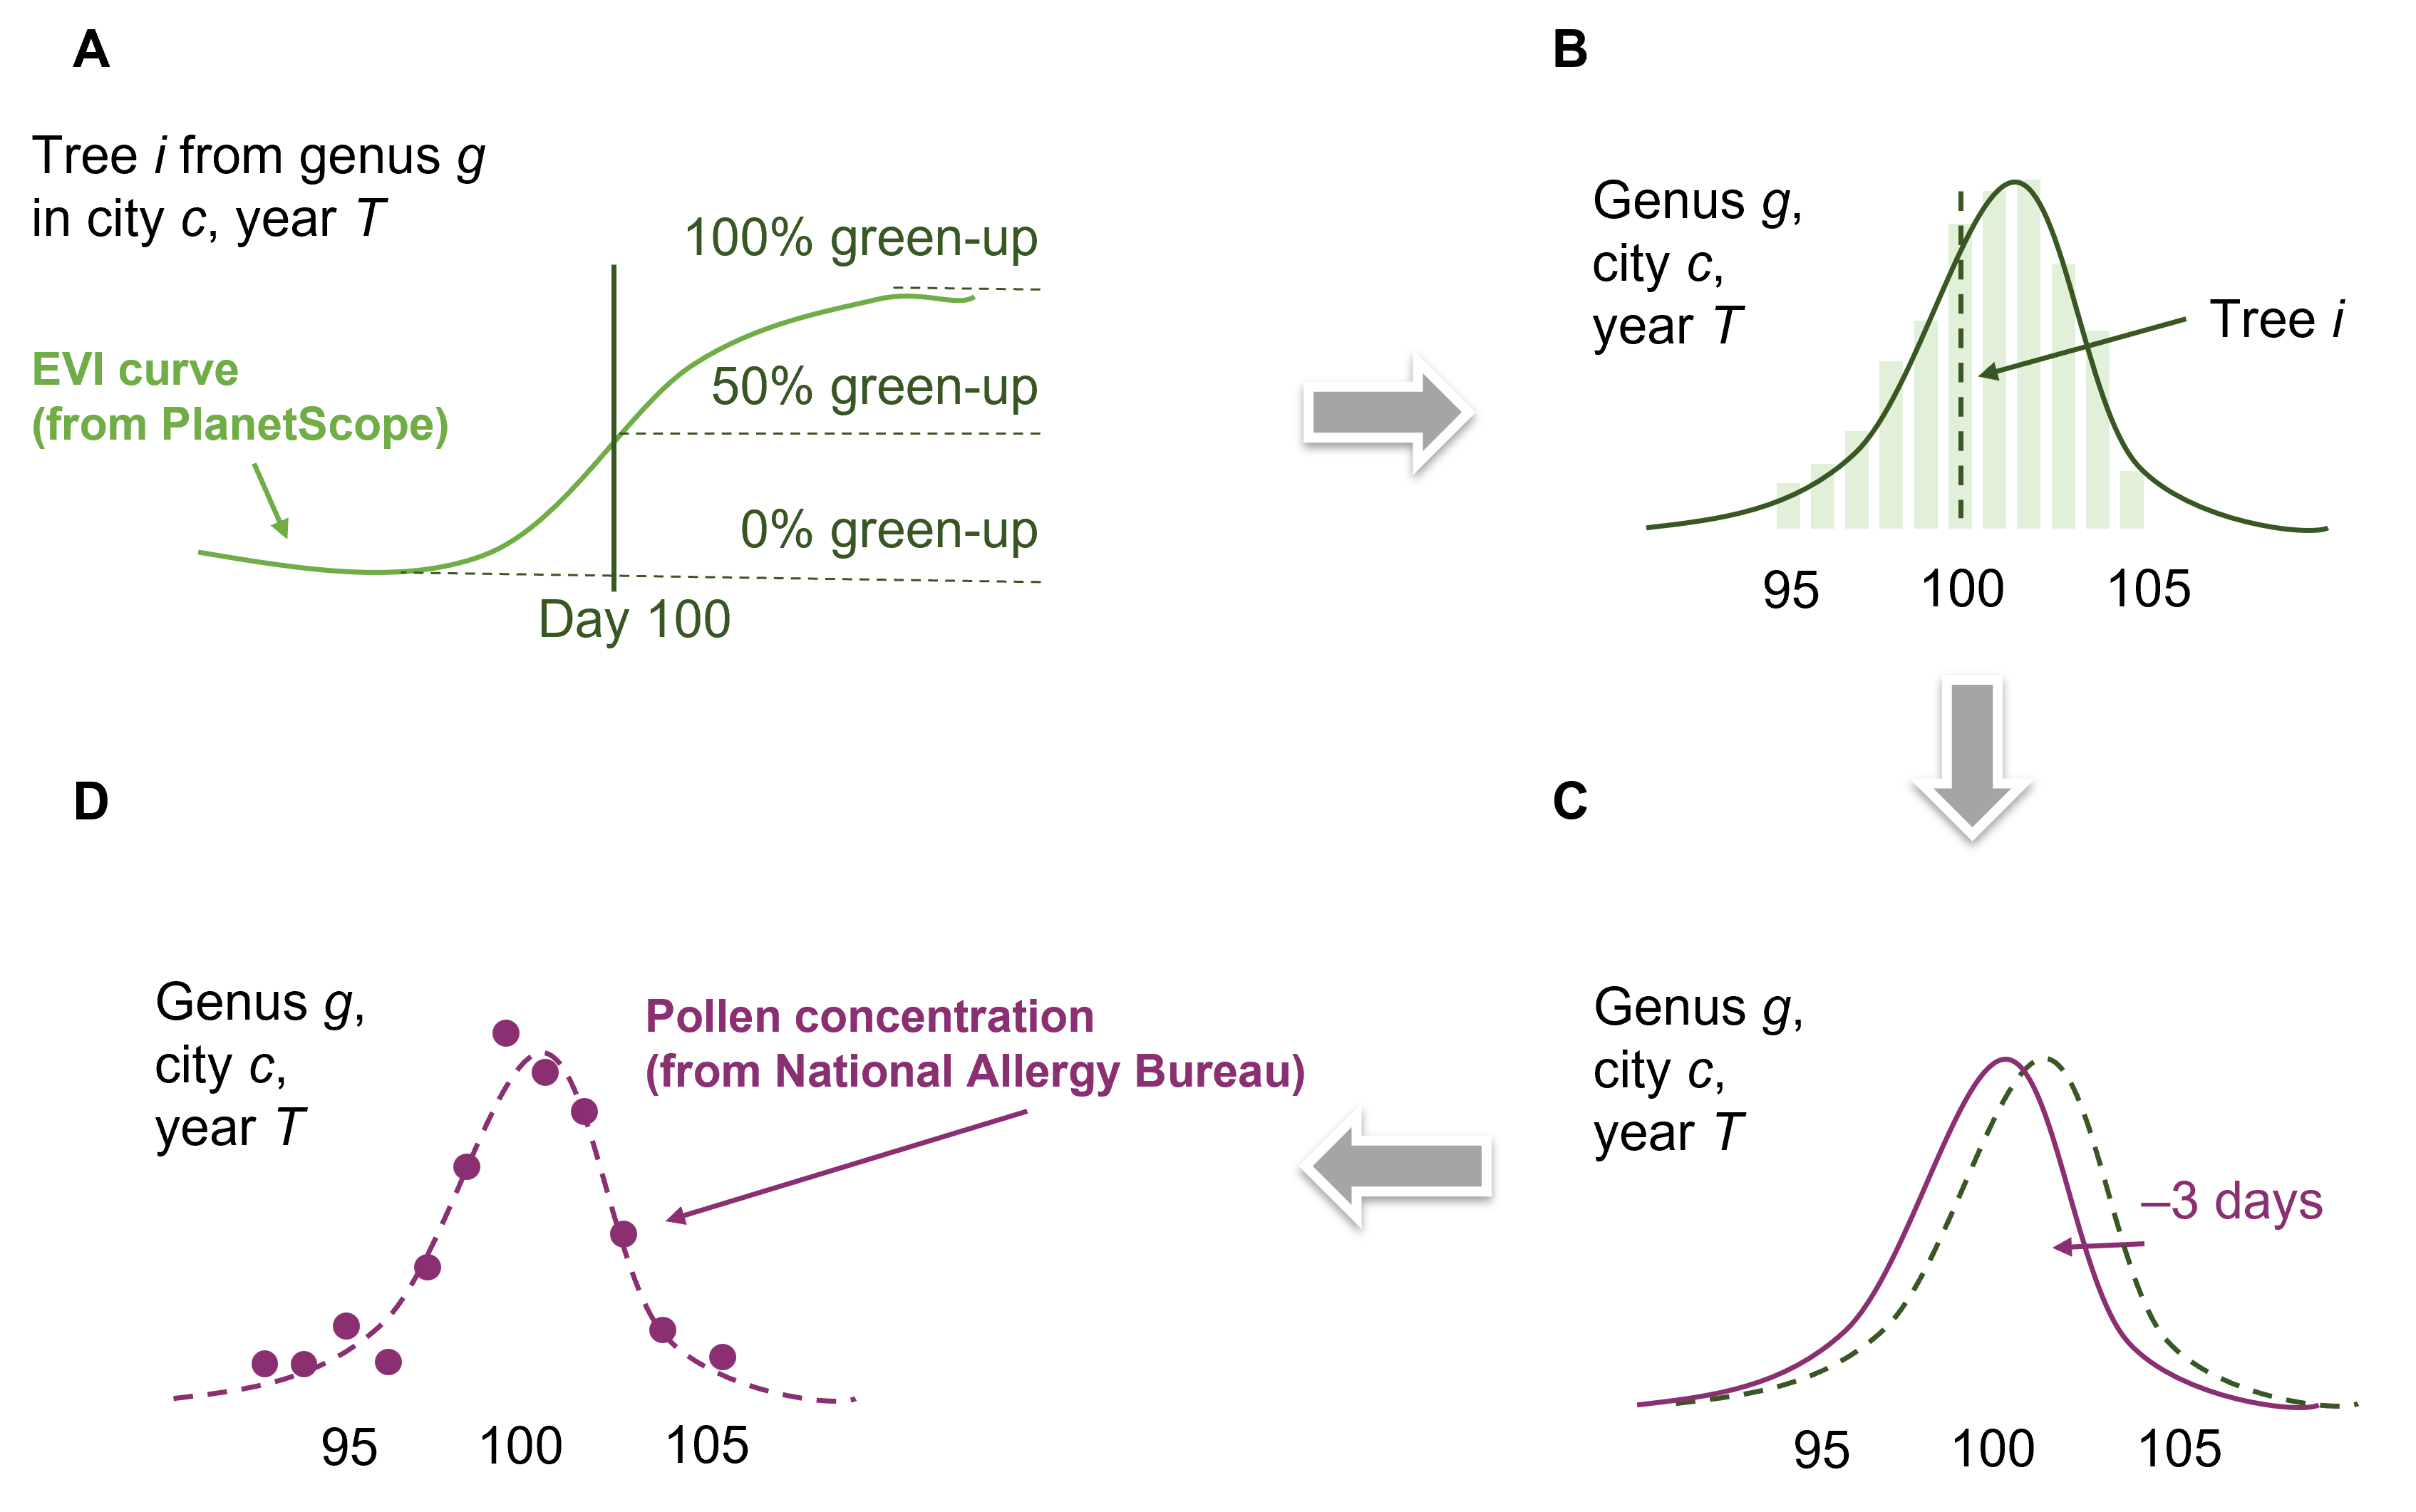 A
Tree i from genus g
in city c, year T
100% green-up
EVI curve
(from PlanetScope)
50% green-up
0% green-up
Day 100
B
Genus g,
city c,
year T
Tree i
95 100 105
C
Genus g,
city c,
year T
–3 days
95 100 105
D
Genus g,
city c,
year T
Pollen concentration
(from National Allergy Bureau)
95 100 105